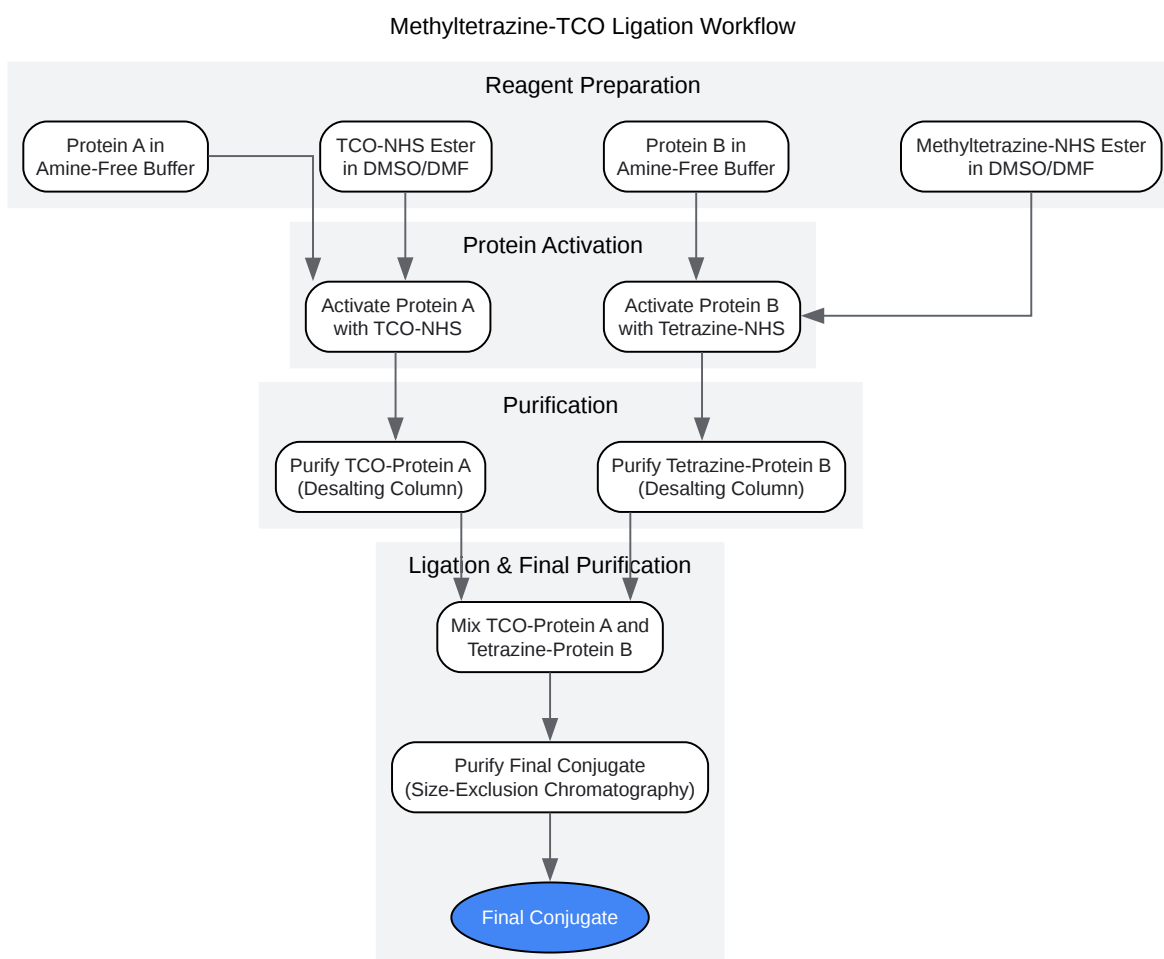 Methyltetrazine-TCO Ligation Workflow
Reagent Preparation
Protein A in
Amine-Free Buffer
TCO-NHS Ester
in DMSO/DMF
Protein B in
Amine-Free Buffer
Methyltetrazine-NHS Ester
in DMSO/DMF
Protein Activation
Activate Protein A
with TCO-NHS
Activate Protein B
with Tetrazine-NHS
Purification
Purify TCO-Protein A
(Desalting Column)
Purify Tetrazine-Protein B
(Desalting Column)
Ligation & Final Purification
Mix TCO-Protein A and
Tetrazine-Protein B
Purify Final Conjugate
(Size-Exclusion Chromatography)
Final Conjugate